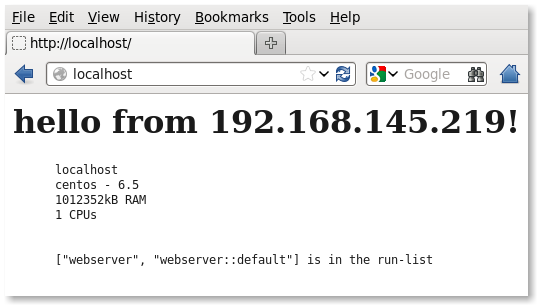 File Edit View History Bookmarks Tools Help
http://localhost/
localhost Google
hello from 192.168.145.219!
localhost
centos - 6.5
1012352kB RAM
1 CPUs
["webserver", "webserver::default"] is in the run-list